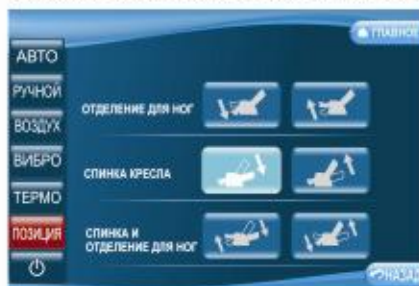 ГЛАВНОЕ
АВТО
РУЧНОЙ
ВОЗДУХ
ВИБРО
ТЕРМО
ПОЗИЦИЯ
ОТДЕЛЕНИЕ ДЛЯ НОГ
СПИНКА КРЕСЛА
СПИНКА И
ОТДЕЛЕНИЕ ДЛЯ НОГ
НАЗАД